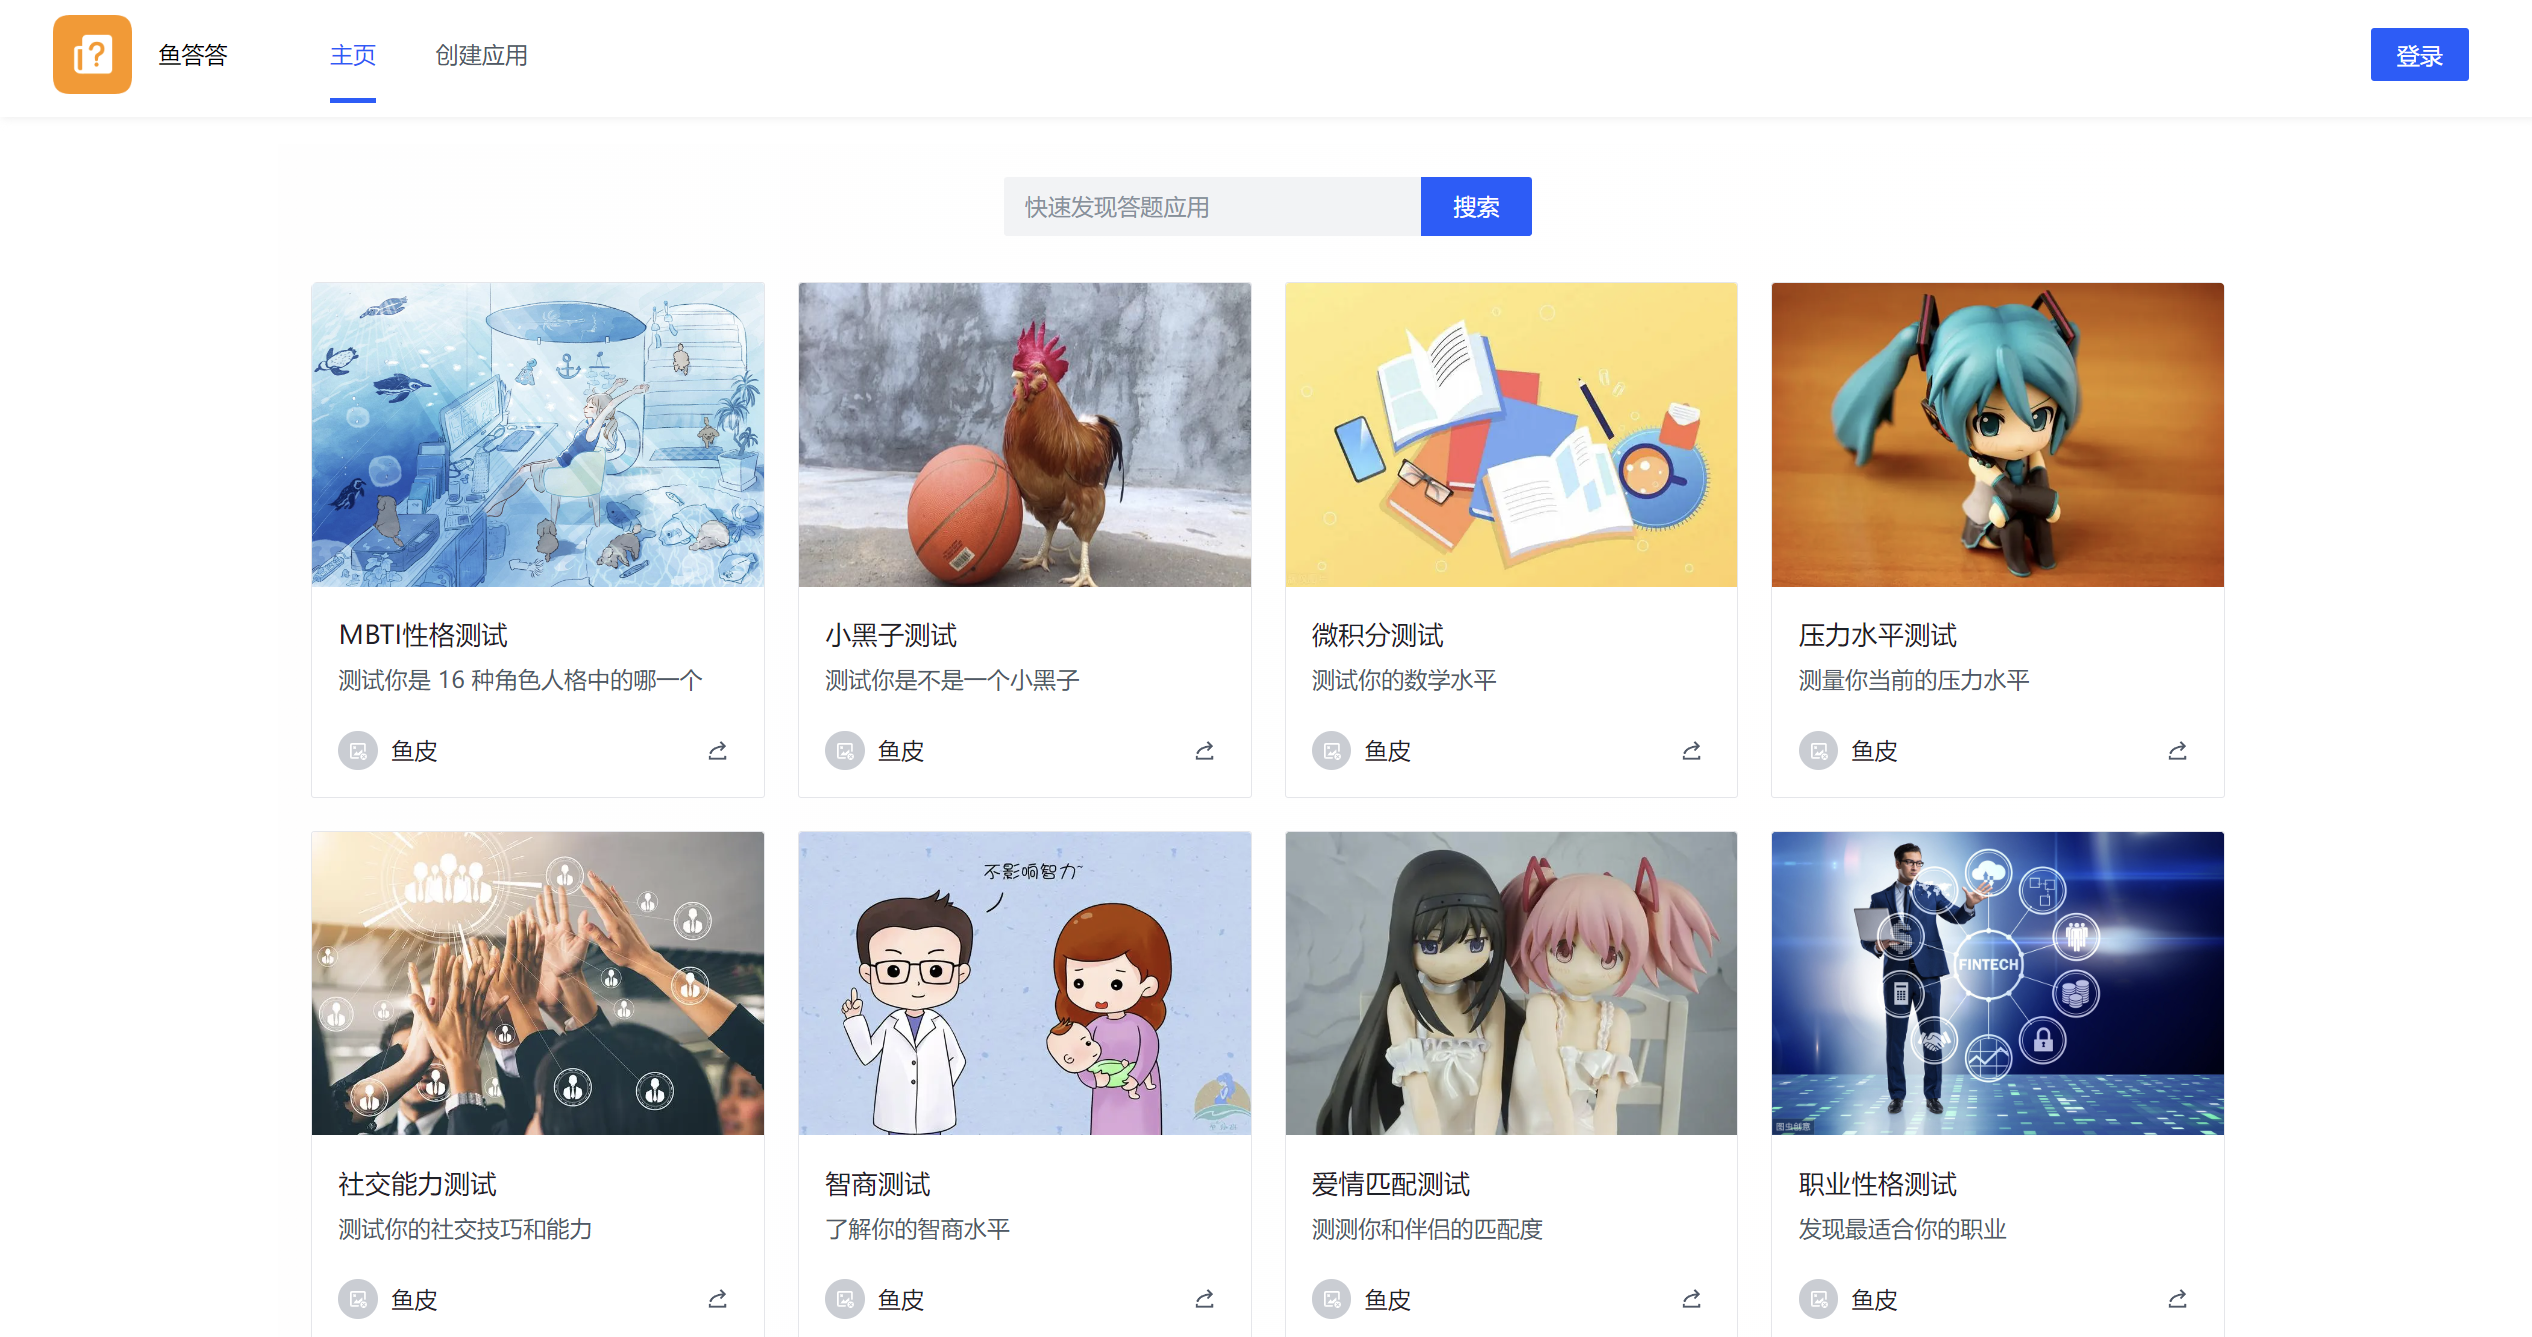 鱼答答
主页
创建应用
登录
快速发现答题应用
搜索
MBTI性格测试
测试你是 16 种角色人格中的哪一个
鱼皮
小黑子测试
测试你是不是一个小黑子
鱼皮
微积分测试
测试你的数学水平
鱼皮
压力水平测试
测量你当前的压力水平
鱼皮
不影响智力~
FINTECH
图虫创意
社交能力测试
测试你的社交技巧和能力
鱼皮
智商测试
了解你的智商水平
鱼皮
爱情匹配测试
测测你和伴侣的匹配度
鱼皮
职业性格测试
发现最适合你的职业
鱼皮